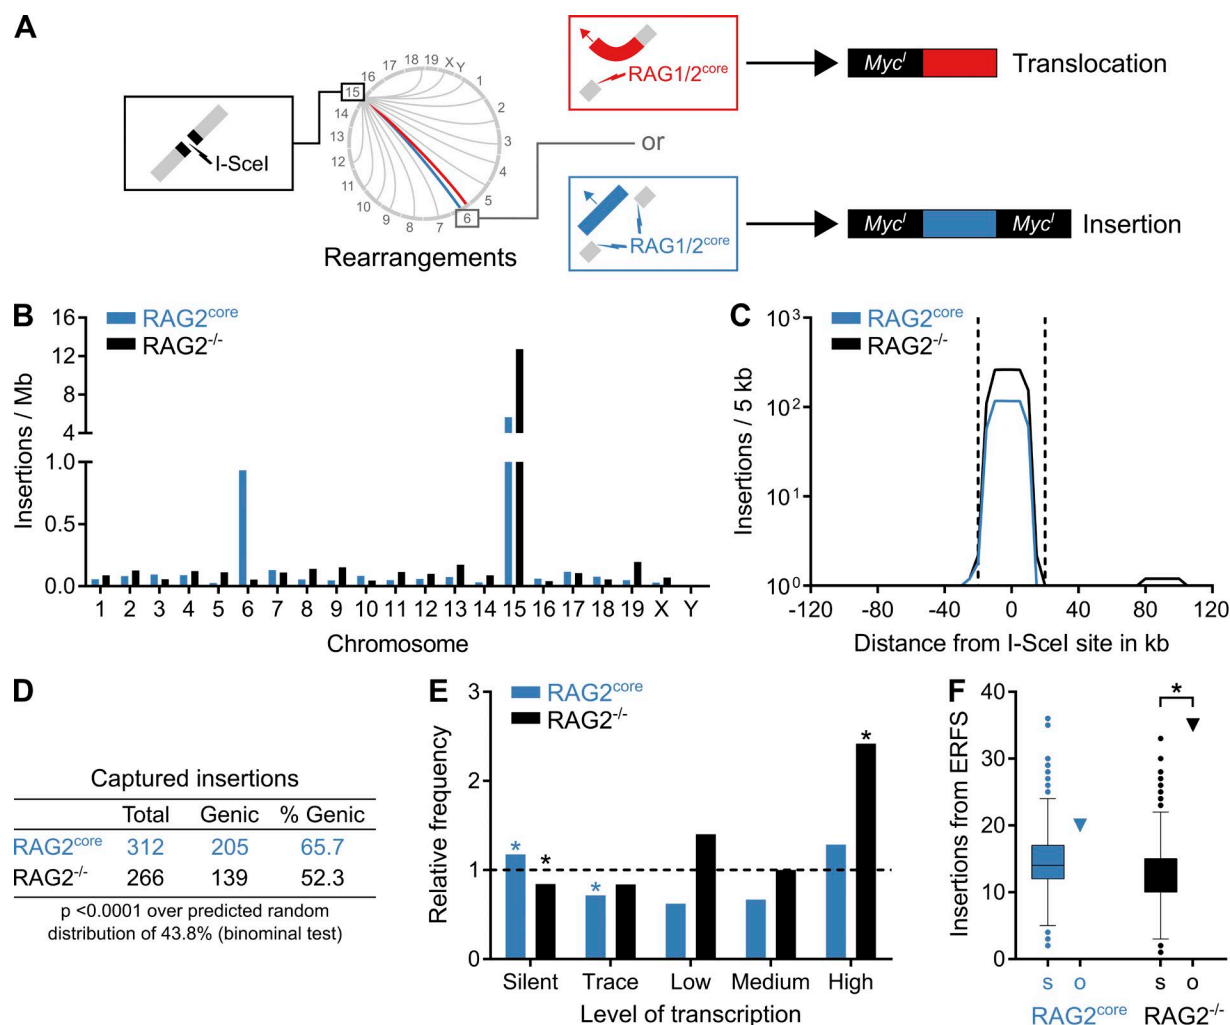 A
I-SceI
15 16 17 18 19 X Y 1 2 3 4 5 6 7 8 9 10 11 12 13 14
Rearrangements
RAG1/2core
or
RAG1/2core
Mycᴵ
Translocation
Mycᴵ Mycᴵ
Insertion
B
RAG2core
RAG2-/-
Insertions / Mb
16
12
8
4
1.0
0.5
0.0
1 2 3 4 5 6 7 8 9 10 11 12 13 14 15 16 17 18 19 X Y
Chromosome
C
RAG2core
RAG2-/-
Insertions / 5 kb
10³
10²
10¹
10⁰
-120 -80 -40 0 40 80 120
Distance from I-SceI site in kb
D
Captured insertions
Total Genic % Genic
RAG2core 312 205 65.7
RAG2-/- 266 139 52.3
p <0.0001 over predicted random
distribution of 43.8% (binominal test)
E
RAG2core
RAG2-/-
Relative frequency
3
2
1
0
* * * *
Silent Trace Low Medium High
Level of transcription
F
Insertions from ERFS
40
30
20
10
0
*
s o s o
RAG2core RAG2-/-